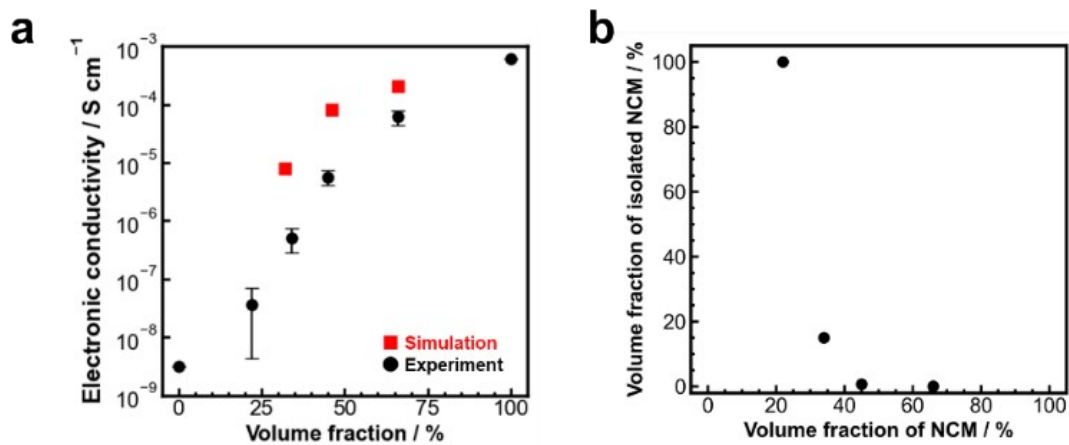 a
Electronic conductivity / S cm⁻¹
10⁻³
10⁻⁴
10⁻⁵
10⁻⁶
10⁻⁷
10⁻⁸
10⁻⁹
Simulation
Experiment
0 25 50 75 100
Volume fraction / %
b
Volume fraction of isolated NCM / %
100
80
60
40
20
0
0 20 40 60 80 100
Volume fraction of NCM / %